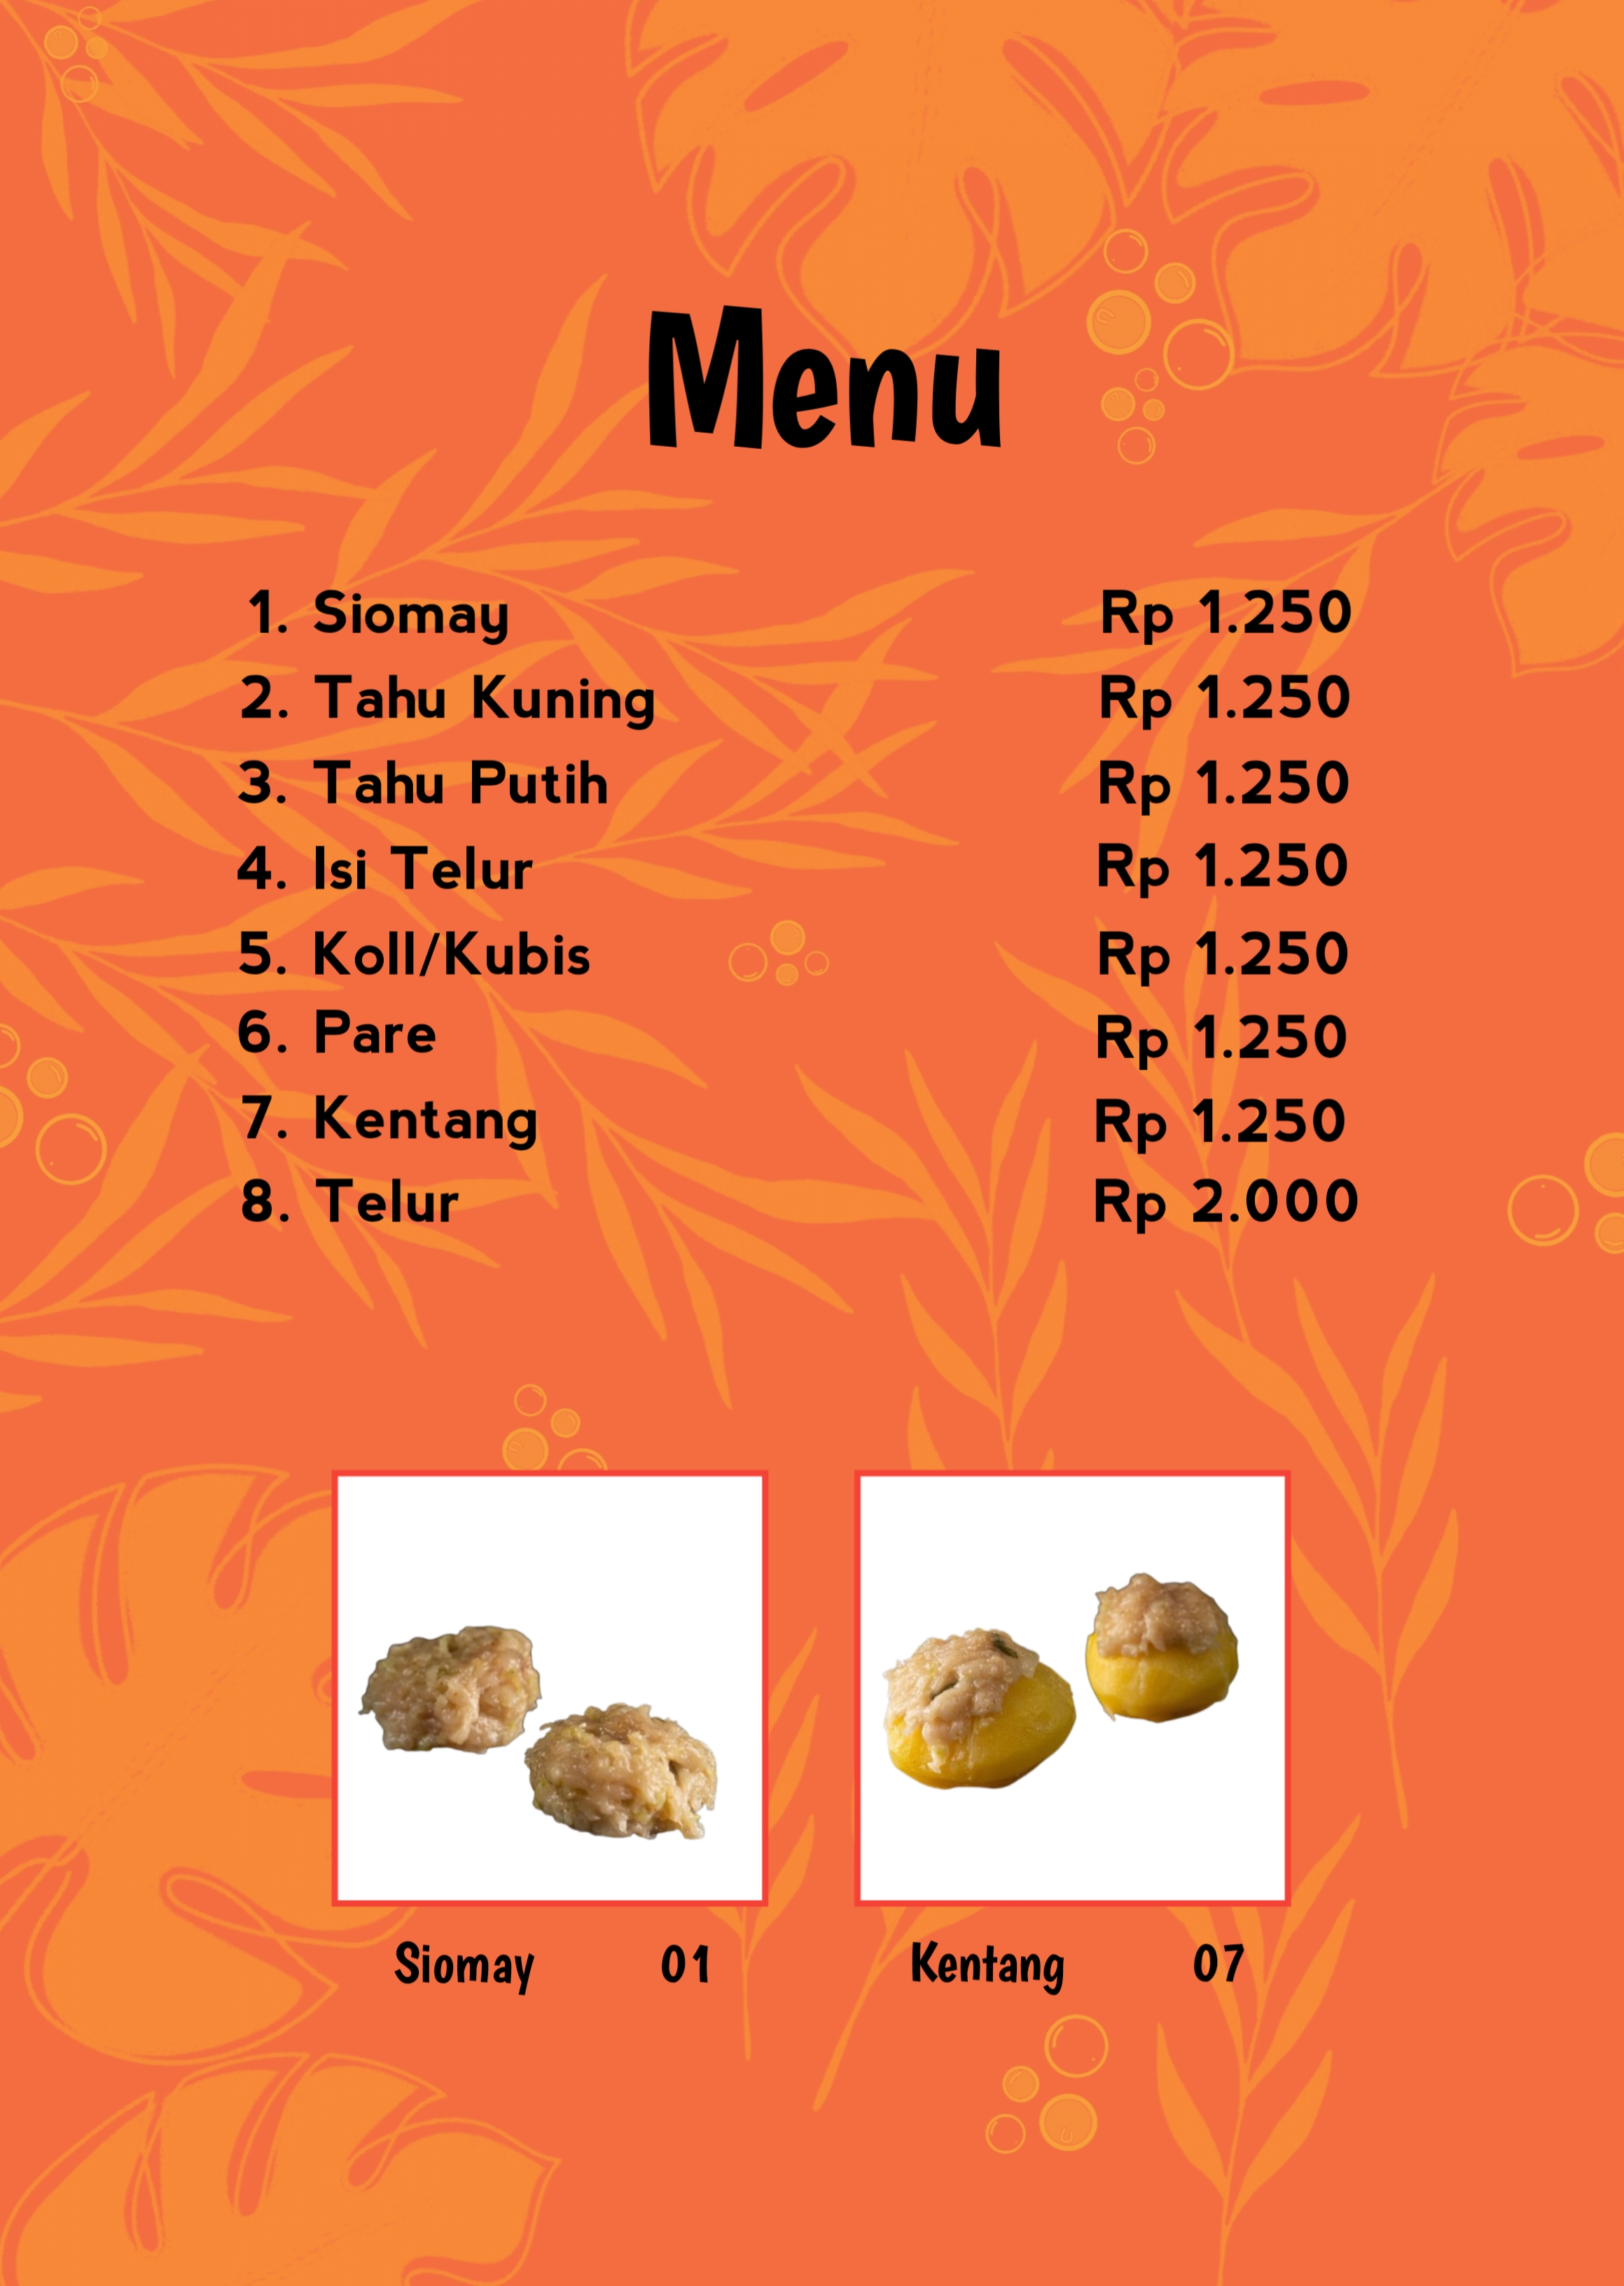 Menu
1. Siomay Rp 1.250
2. Tahu Kuning Rp 1.250
3. Tahu Putih Rp 1.250
4. Isi Telur Rp 1.250
5. Koll/Kubis Rp 1.250
6. Pare Rp 1.250
7. Kentang Rp 1.250
8. Telur Rp 2.000
Siomay 01 Kentang 07